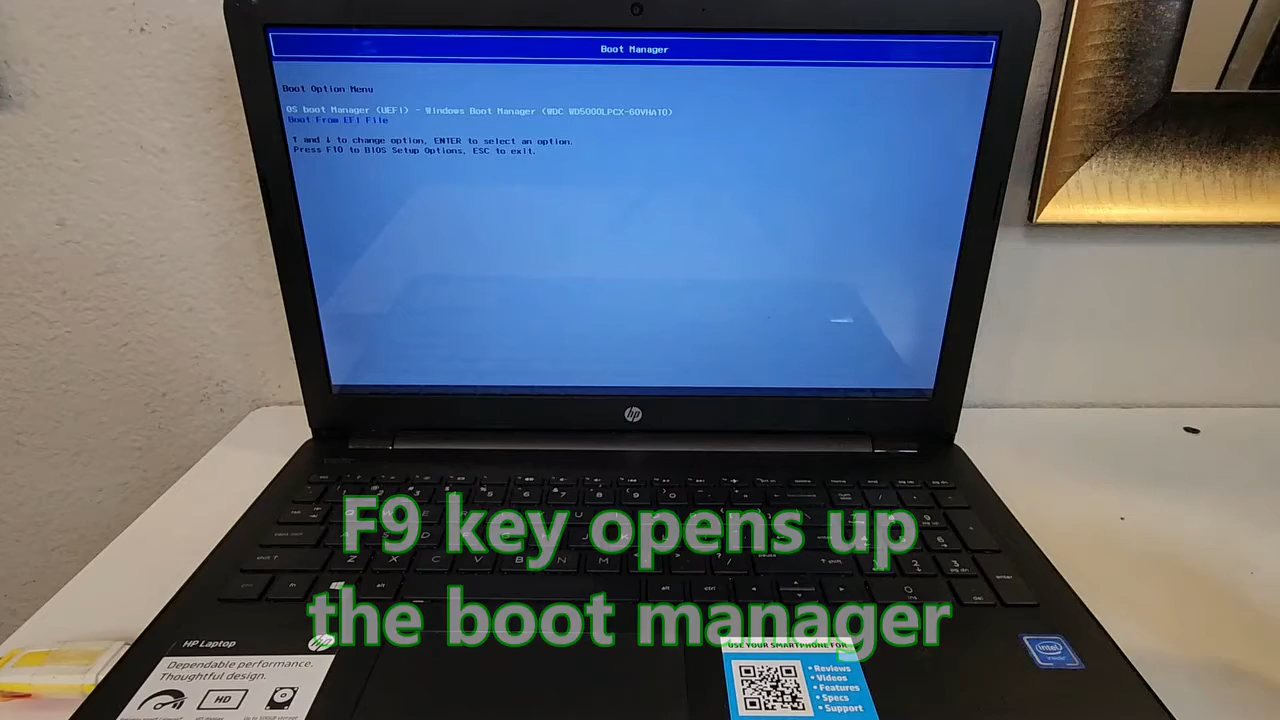 Boot Manager
Boot Option Menu
OS boot Manager (UEFI) - Windows Boot Manager (WDC WD5000LPCX-60VHAT0)
Boot From EFI File
↑ and ↓ to change option, ENTER to select an option.
Press F10 to BIOS Setup Options, ESC to exit.
hp
F9 key opens up
the boot manager
HP Laptop
hp
Dependable performance.
Thoughtful design.
HD
USE YOUR SMARTPHONE FOR
• Reviews
• Videos
• Features
• Specs
• Support
intel